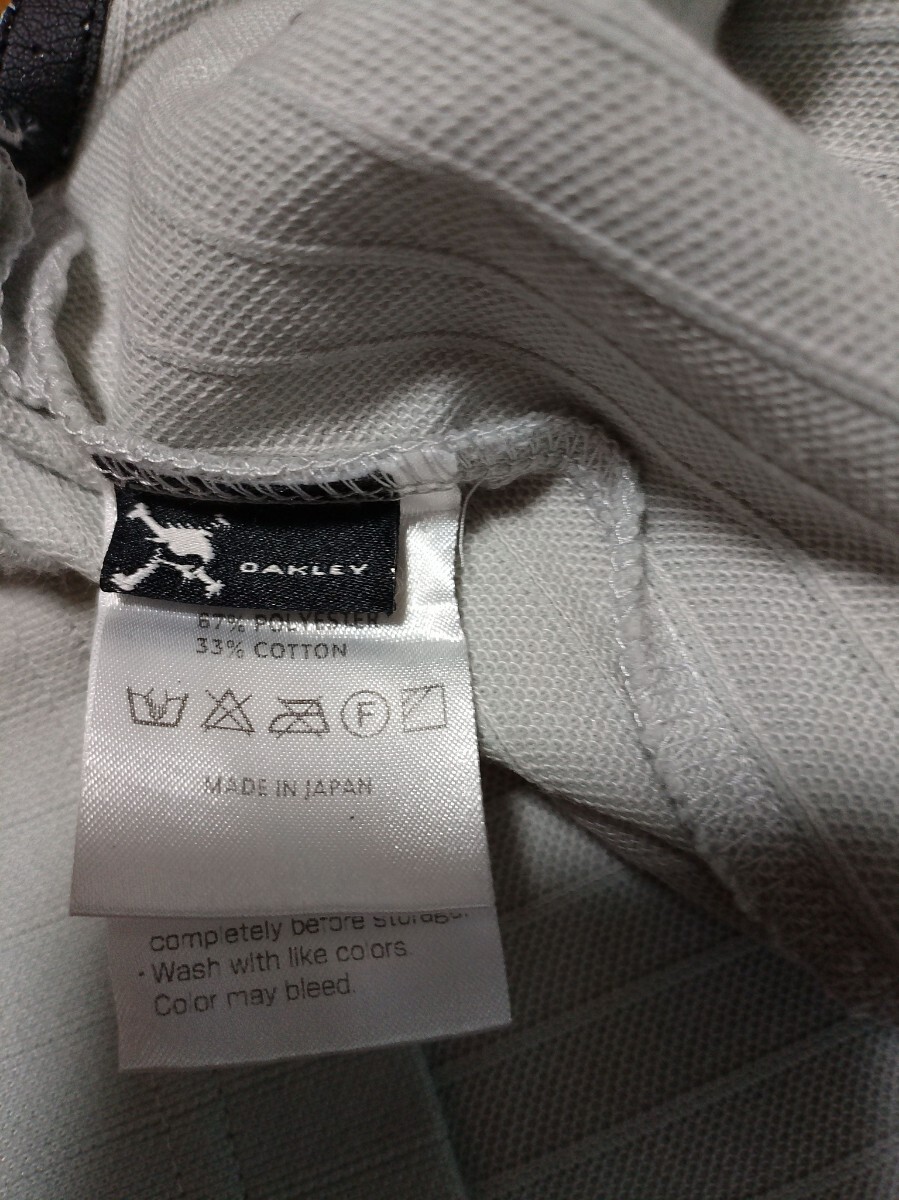 OAKLEY
67% POLYESTER
33% COTTON
F
MADE IN JAPAN
completely before storage.
· Wash with like colors.
Color may bleed.